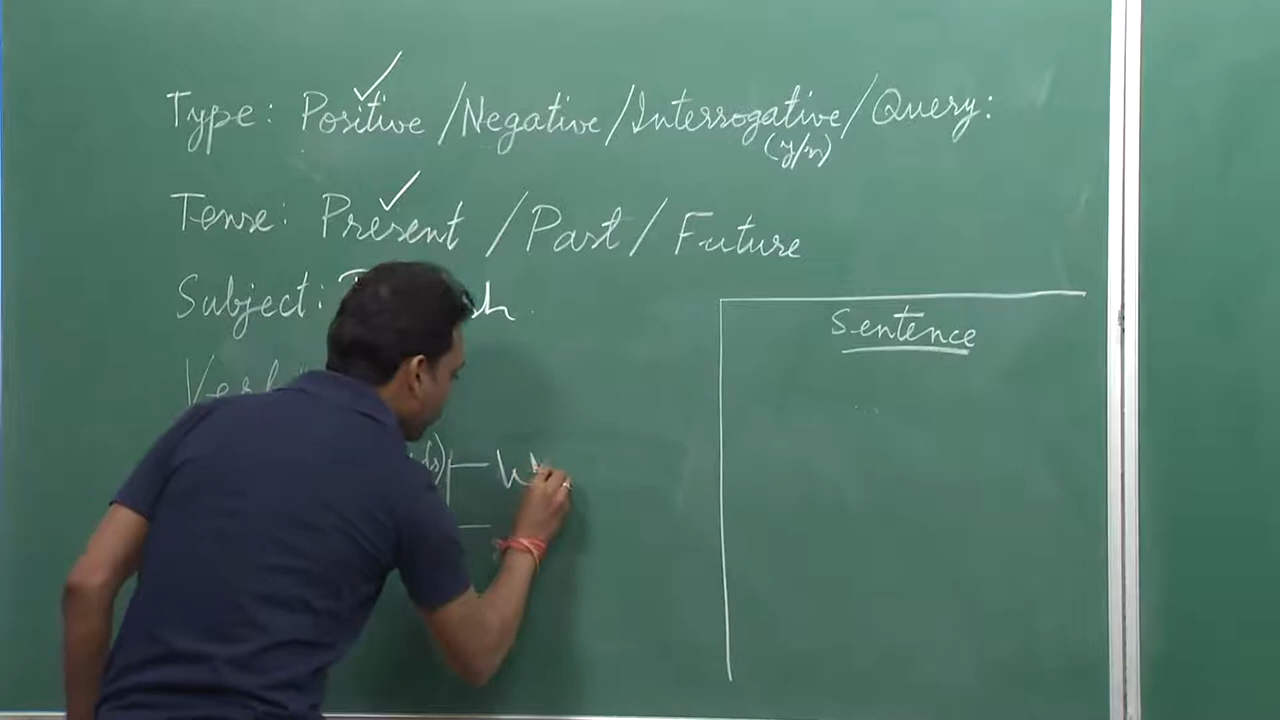 Type: Positive /Negative/Interrogative/Query:
(y/n)
Tense: Present / Past / Future
Subject:
Sentence